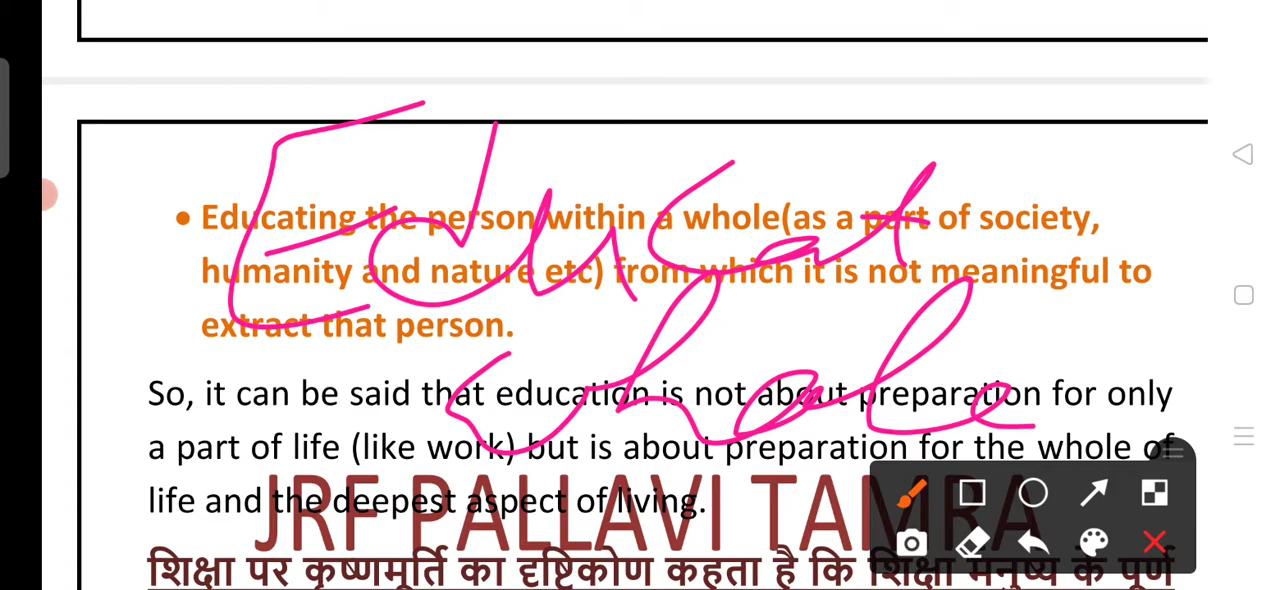 • Educating the person within a whole(as a part of society,
humanity and nature etc) from which it is not meaningful to
extract that person.
Educat
whole
So, it can be said that education is not about preparation for only
a part of life (like work) but is about preparation for the whole of
life and the deepest aspect of living.
JRF PALLAVI TAMRA
शिक्षा पर कृष्णमूर्ति का दृष्टिकोण कहता है कि शिक्षा मनुष्य के पूर्ण